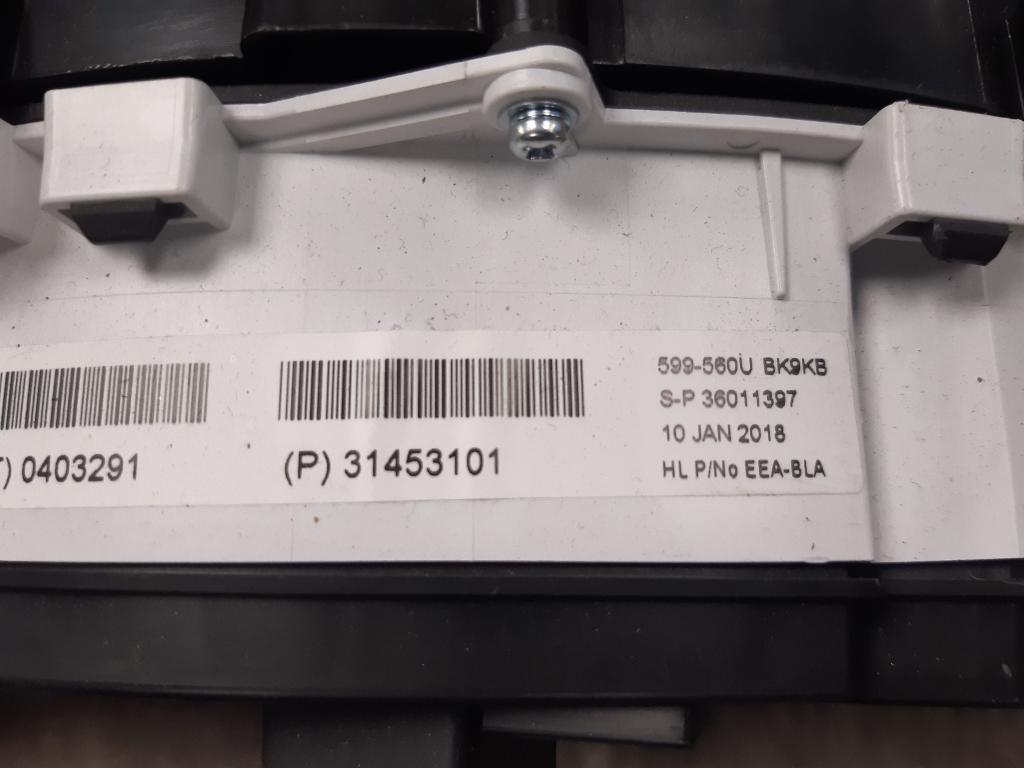 ) 0403291
(P) 31453101
599-560U BK9KB
S-P 36011397
10 JAN 2018
HL P/No EEA-BLA